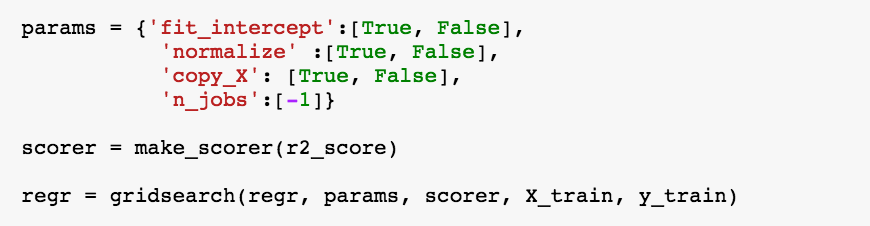 params = {'fit_intercept':[True, False],
'normalize' :[True, False],
'copy_X': [True, False],
'n_jobs':[-1]}
scorer = make_scorer(r2_score)
regr = gridsearch(regr, params, scorer, X_train, y_train)